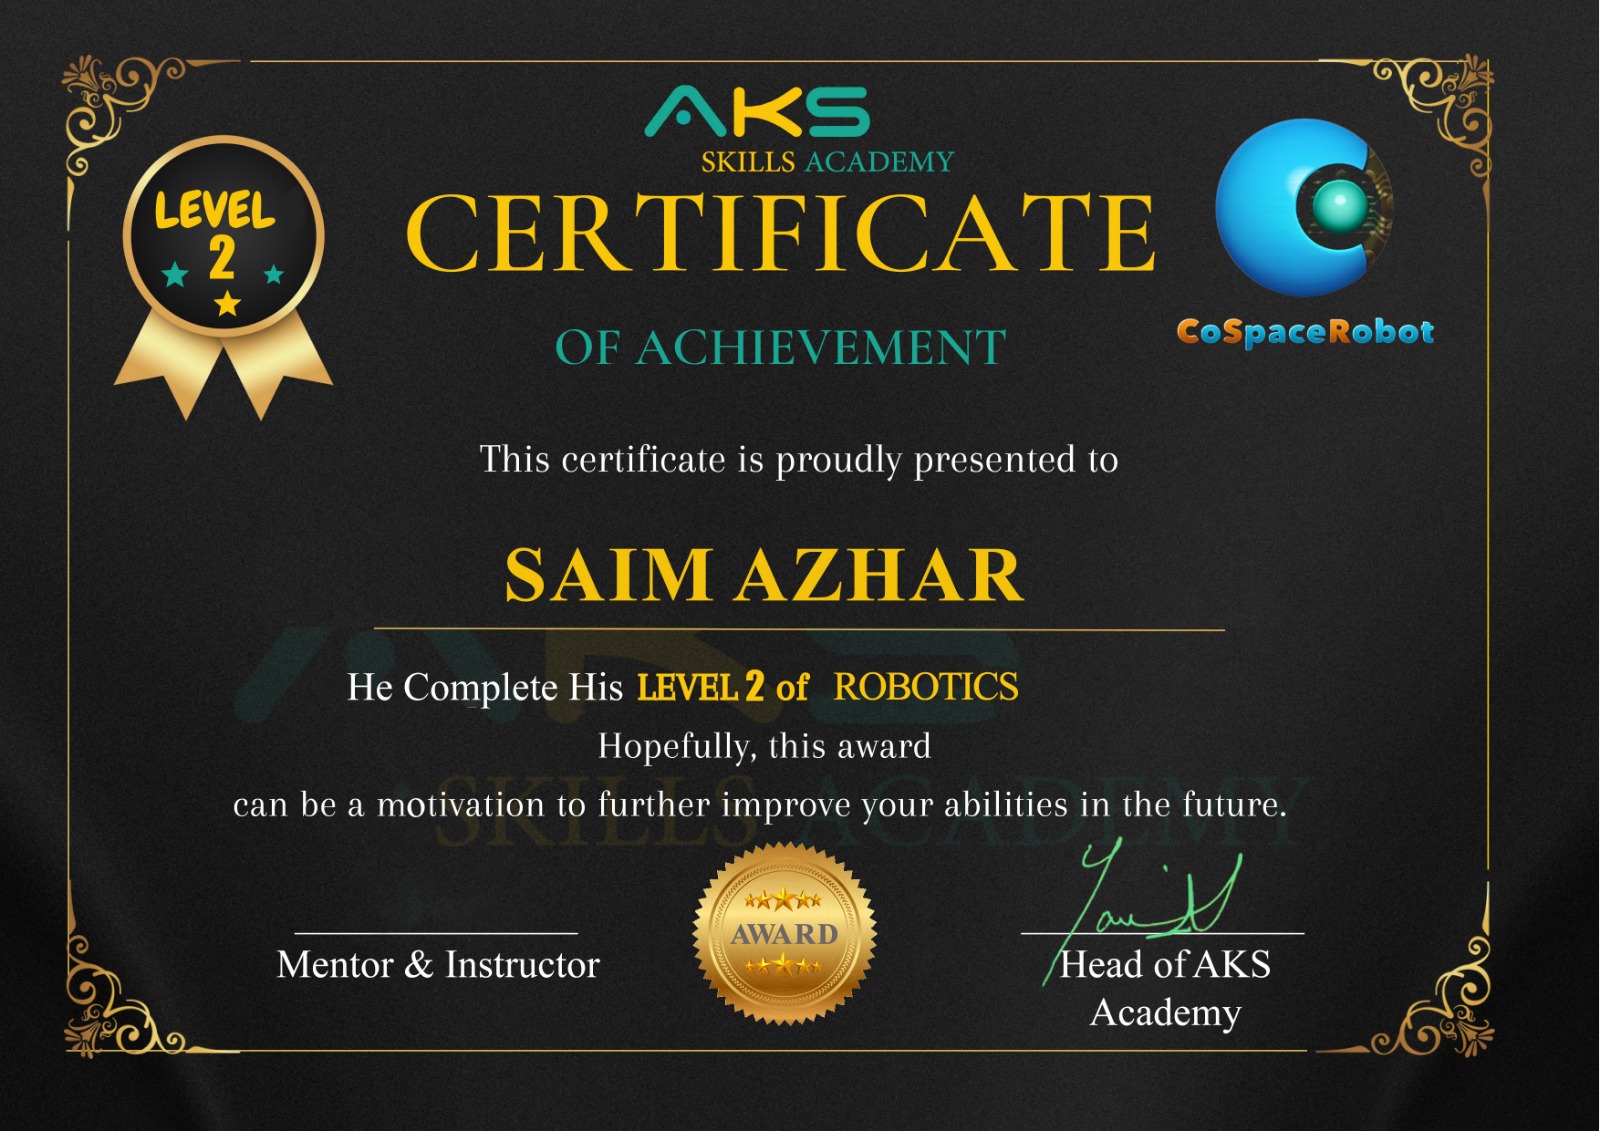 AKS
SKILLS ACADEMY
LEVEL
2
CERTIFICATE
CoSpaceRobot
OF ACHIEVEMENT
This certificate is proudly presented to
SAIM AZHAR
He Complete His LEVEL 2 of ROBOTICS
Hopefully, this award
can be a motivation to further improve your abilities in the future.
AKS
SKILLS ACADEMY
AWARD
Mentor & Instructor
Head of AKS
Academy